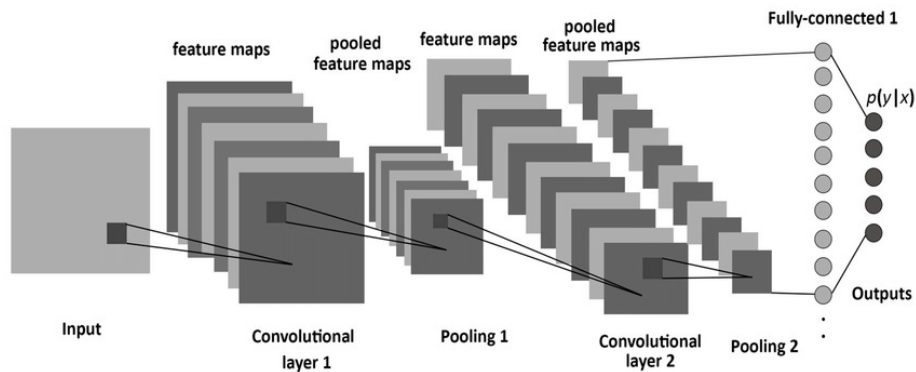 Fully-connected 1
feature maps
pooled
feature maps
feature maps
pooled
feature maps
p(y|x)
Input
Convolutional
layer 1
Pooling 1
Convolutional
layer 2
Pooling 2
Outputs